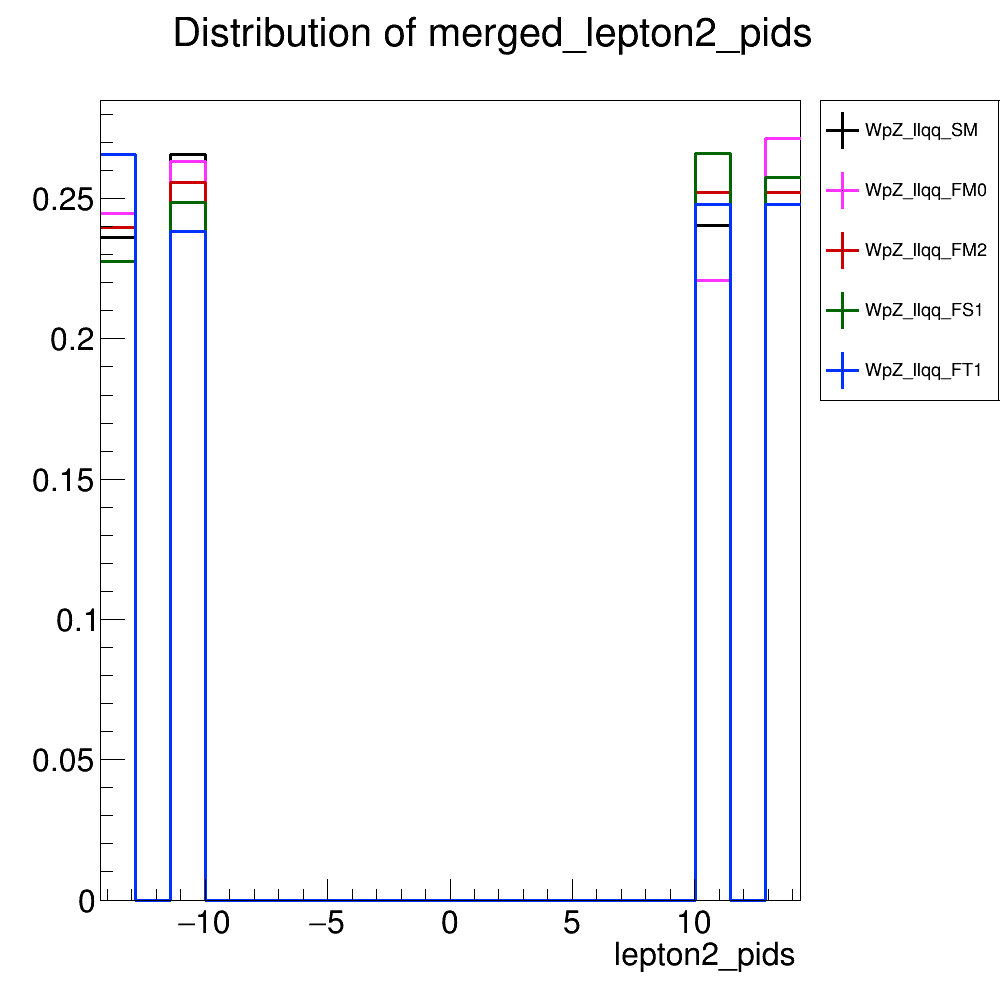 Distribution of merged_lepton2_pids
WpZ_llqq_SM
WpZ_llqq_FM0
WpZ_llqq_FM2
WpZ_llqq_FS1
WpZ_llqq_FT1
0.25
0.2
0.15
0.1
0.05
0
−10 −5 0 5 10
lepton2_pids